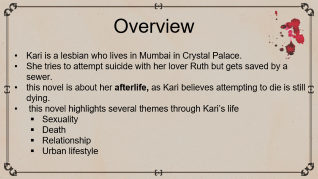 Overview
• Kari is a lesbian who lives in Mumbai in Crystal Palace.
• She tries to attempt suicide with her lover Ruth but gets saved by a
sewer.
• this novel is about her afterlife, as Kari believes attempting to die is still
dying.
• this novel highlights several themes through Kari's life
▪ Sexuality
▪ Death
▪ Relationship
▪ Urban lifestyle